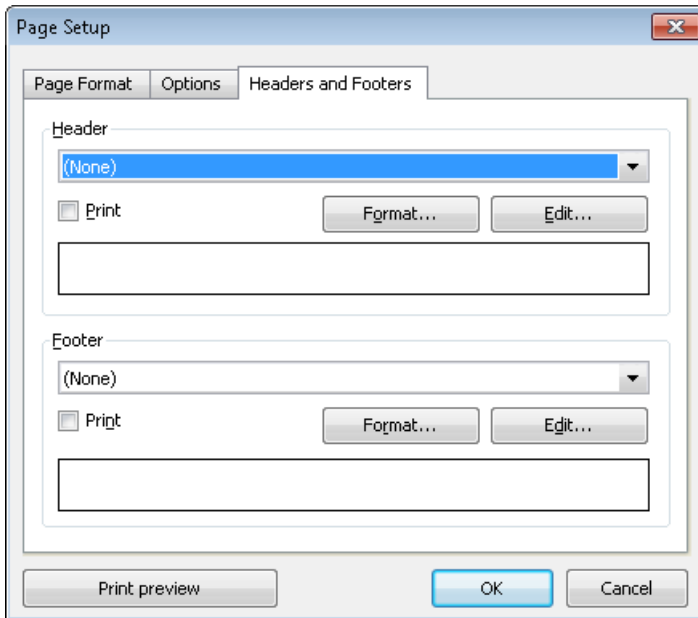 Page Setup
Page Format Options Headers and Footers
Header
(None)
Print Format... Edit...
Footer
(None)
Print Format... Edit...
Print preview OK Cancel